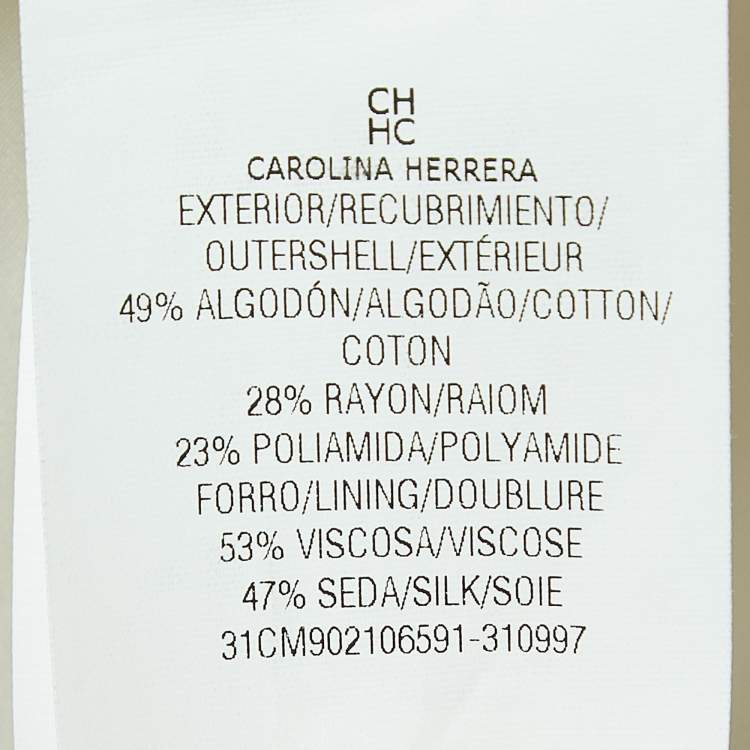 CH
HC
CAROLINA HERRERA
EXTERIOR/RECUBRIMIENTO/
OUTERSHELL/EXTÉRIEUR
49% ALGODÓN/ALGODÃO/COTTON/
COTON
28% RAYON/RAIOM
23% POLIAMIDA/POLYAMIDE
FORRO/LINING/DOUBLURE
53% VISCOSA/VISCOSE
47% SEDA/SILK/SOIE
31CM902106591-310997